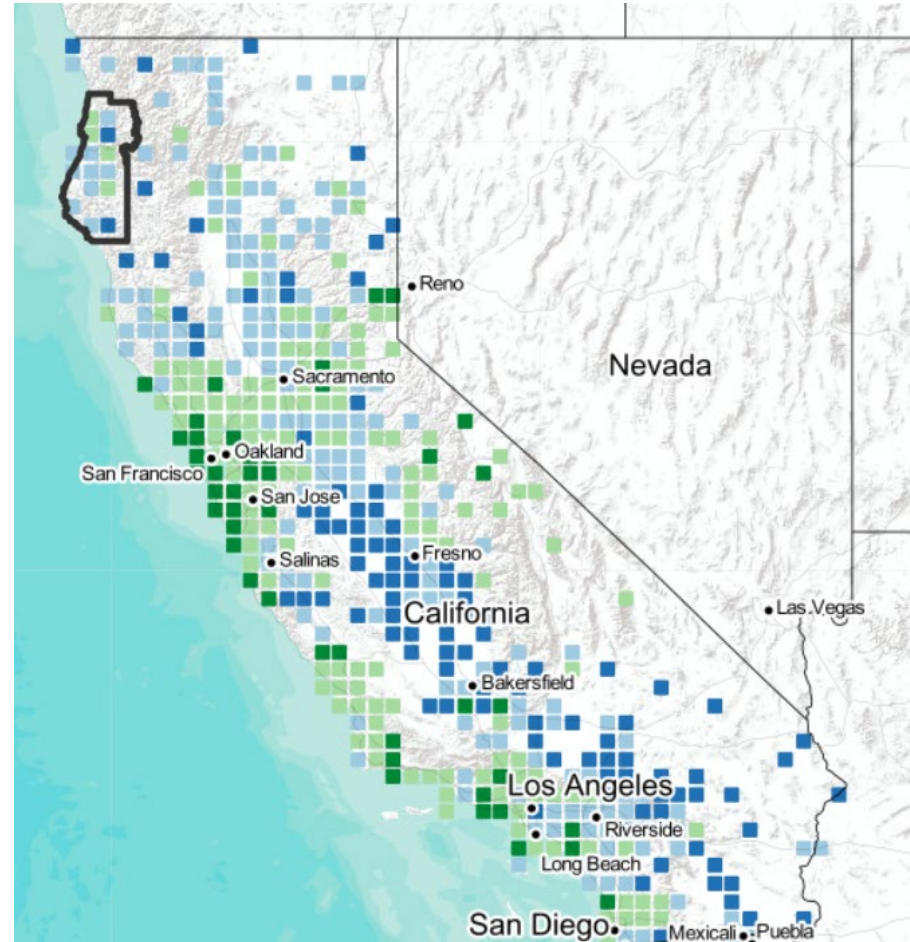 Reno
Nevada
Sacramento
Oakland
San Francisco
San Jose
Salinas
Fresno
Las Vegas
California
Bakersfield
Los Angeles
Riverside
Long Beach
San Diego
Mexicali
Puebla